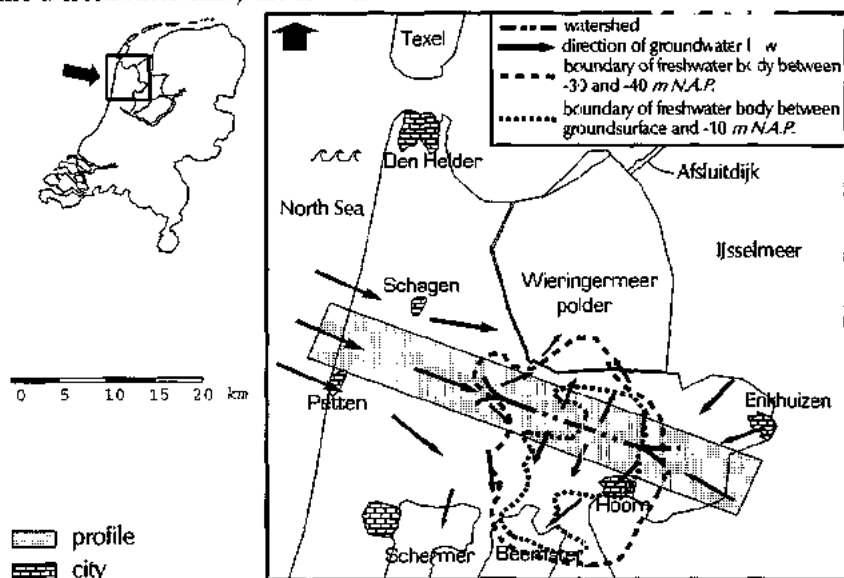 Texel
watershed
direction of groundwater
boundary of freshwater body between
-30 and -40 m N.A.P.
boundary of freshwater body between
groundsurface and -10 m N.A.P.
Den Helder
Afsluitdijk
North Sea
IJsselmeer
Schagen
Wieringermeer
polder
0 5 10 15 20 km
Petten
Enkhuizen
Hoorn
Schermer
Beemster
profile
city